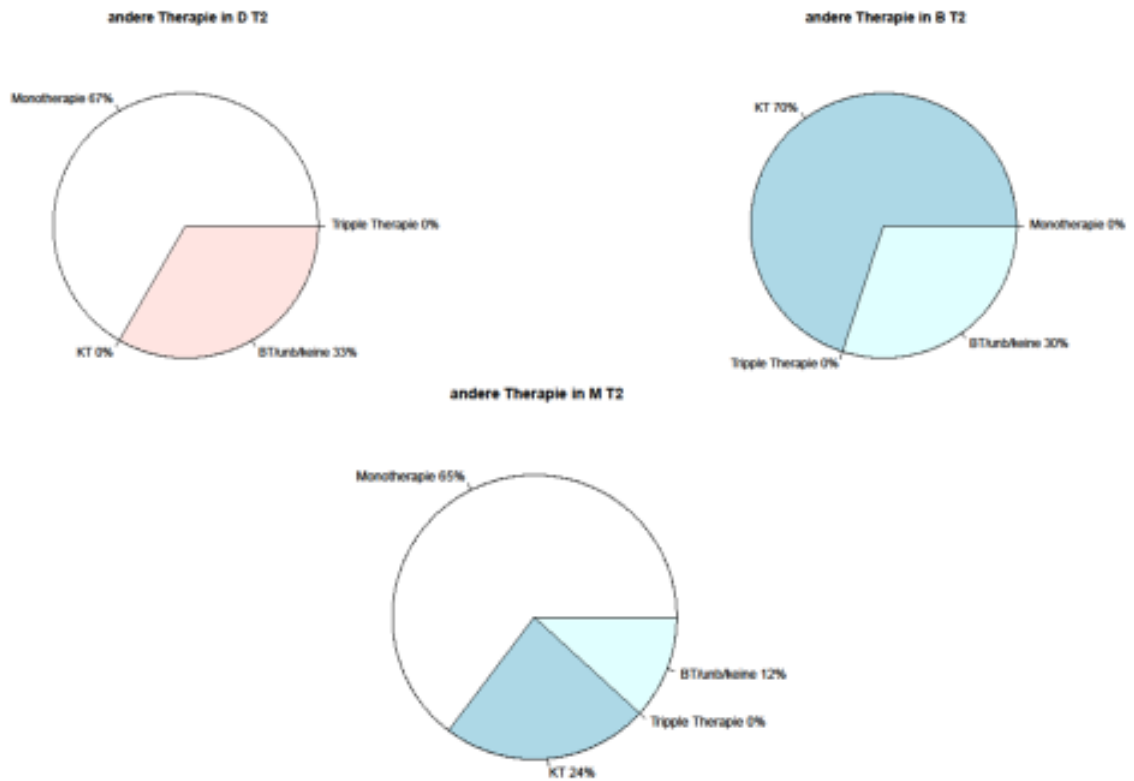 andere Therapie in D T2
Monotherapie 67%
Tripple Therapie 0%
KT 0%
BT/unb/keine 33%
andere Therapie in B T2
KT 70%
Monotherapie 0%
Tripple Therapie 0%
BT/unb/keine 30%
andere Therapie in M T2
Monotherapie 65%
BT/unb/keine 12%
Tripple Therapie 0%
KT 24%